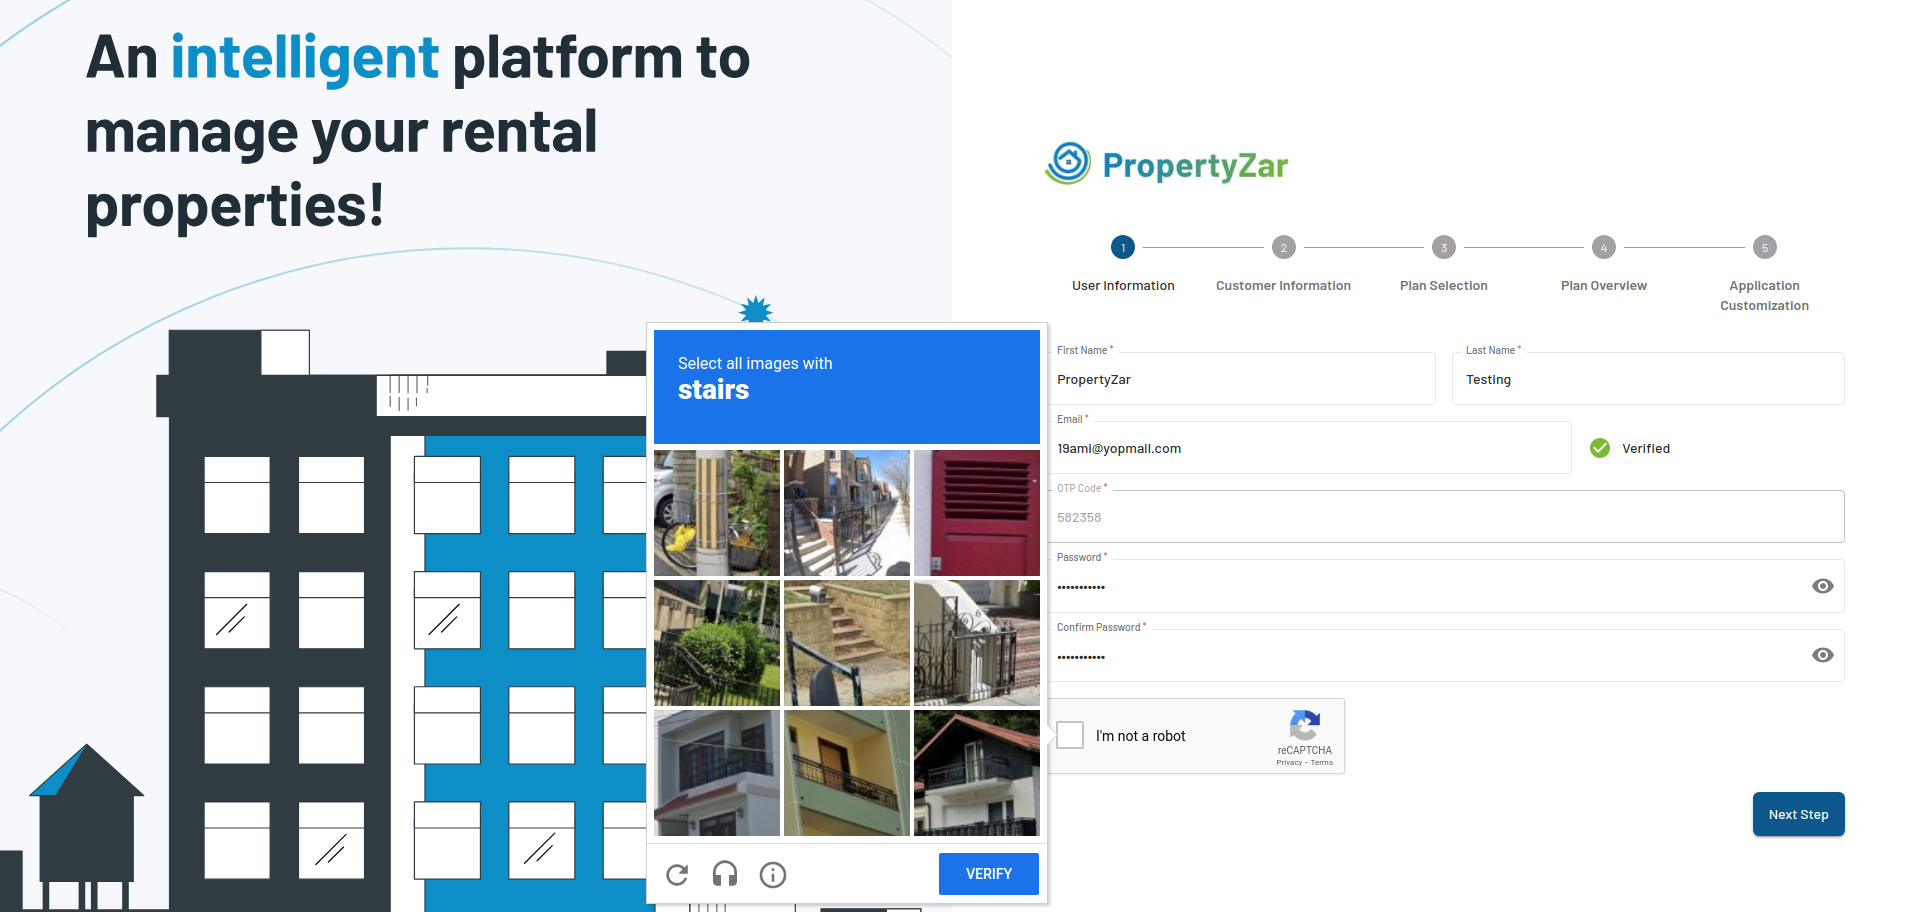 An intelligent platform to
manage your rental
properties!
PropertyZar
1
2
3
4
5
User Information
Customer Information
Plan Selection
Plan Overview
Application
Customization
First Name *
PropertyZar
Last Name *
Testing
Email *
19ami@yopmail.com
Verified
OTP Code *
582358
Password *
•••••••••••
Confirm Password *
•••••••••••
Select all images with
stairs
VERIFY
I'm not a robot
reCAPTCHA
Privacy - Terms
Next Step